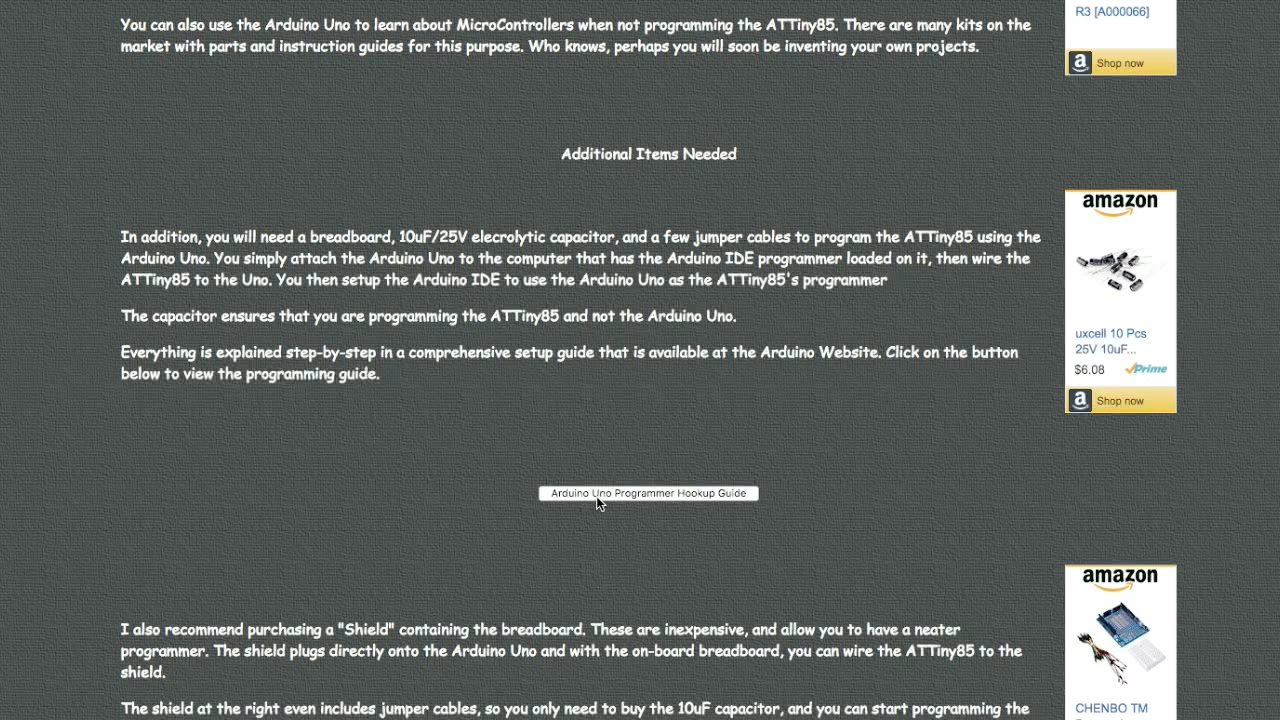 You can also use the Arduino Uno to learn about MicroControllers when not programming the ATTiny85. There are many kits on the
market with parts and instruction guides for this purpose. Who knows, perhaps you will soon be inventing your own projects.
R3 [A000066]
Shop now
Additional Items Needed
In addition, you will need a breadboard, 10uF/25V elecrolytic capacitor, and a few jumper cables to program the ATTiny85 using the
Arduino Uno. You simply attach the Arduino Uno to the computer that has the Arduino IDE programmer loaded on it, then wire the
ATTiny85 to the Uno. You then setup the Arduino IDE to use the Arduino Uno as the ATTiny85's programmer
The capacitor ensures that you are programming the ATTiny85 and not the Arduino Uno.
Everything is explained step-by-step in a comprehensive setup guide that is available at the Arduino Website. Click on the button
below to view the programming guide.
amazon
uxcell 10 Pcs
25V 10uF...
$6.08 Prime
a Shop now
Arduino Uno Programmer Hookup Guide
I also recommend purchasing a "Shield" containing the breadboard. These are inexpensive, and allow you to have a neater
programmer. The shield plugs directly onto the Arduino Uno and with the on-board breadboard, you can wire the ATTiny85 to the
shield.
The shield at the right even includes jumper cables, so you only need to buy the 10uF capacitor, and you can start programming the
amazon
CHENBO TM